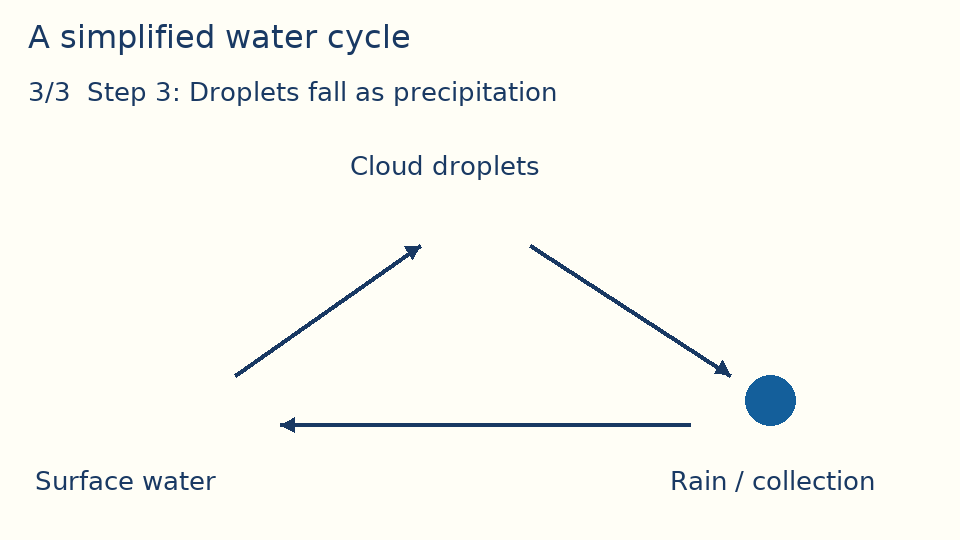 A simplified water cycle
3/3  Step 3: Droplets fall as precipitation
Cloud droplets
Surface water
Rain / collection